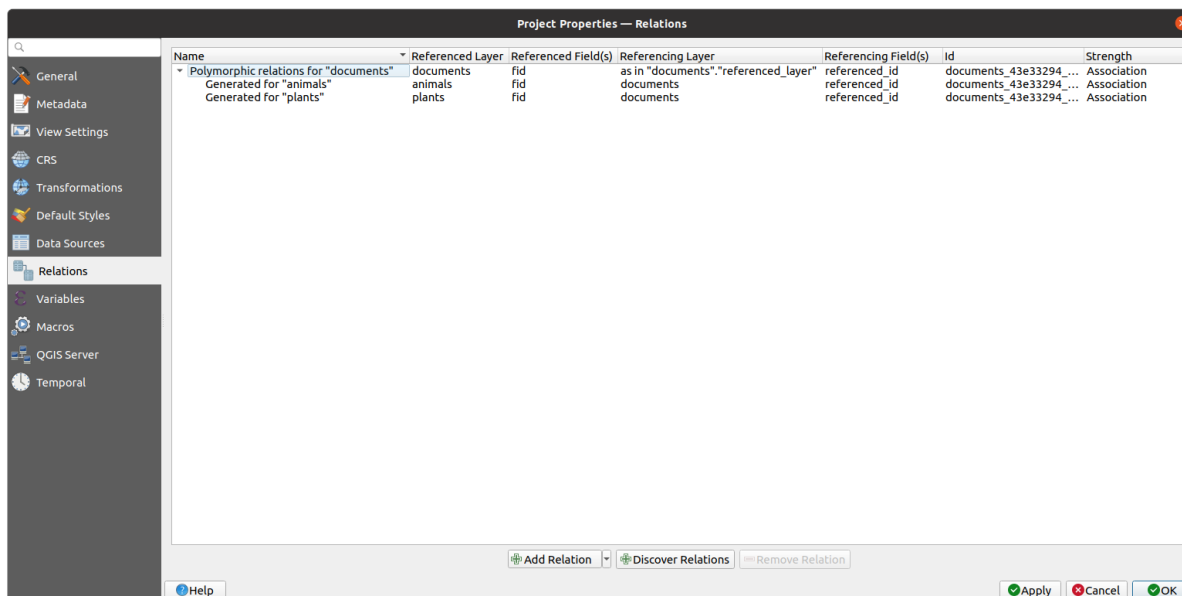 Project Properties — Relations
General
Metadata
View Settings
CRS
Transformations
Default Styles
Data Sources
Relations
Variables
Macros
QGIS Server
Temporal
Name Referenced Layer Referenced Field(s) Referencing Layer Referencing Field(s) Id Strength
Polymorphic relations for "documents" documents fid as in "documents"."referenced_layer" referenced_id documents_43e33294_... Association
Generated for "animals" animals fid documents referenced_id documents_43e33294_... Association
Generated for "plants" plants fid documents referenced_id documents_43e33294_... Association
Add Relation Discover Relations Remove Relation
Help Apply Cancel OK